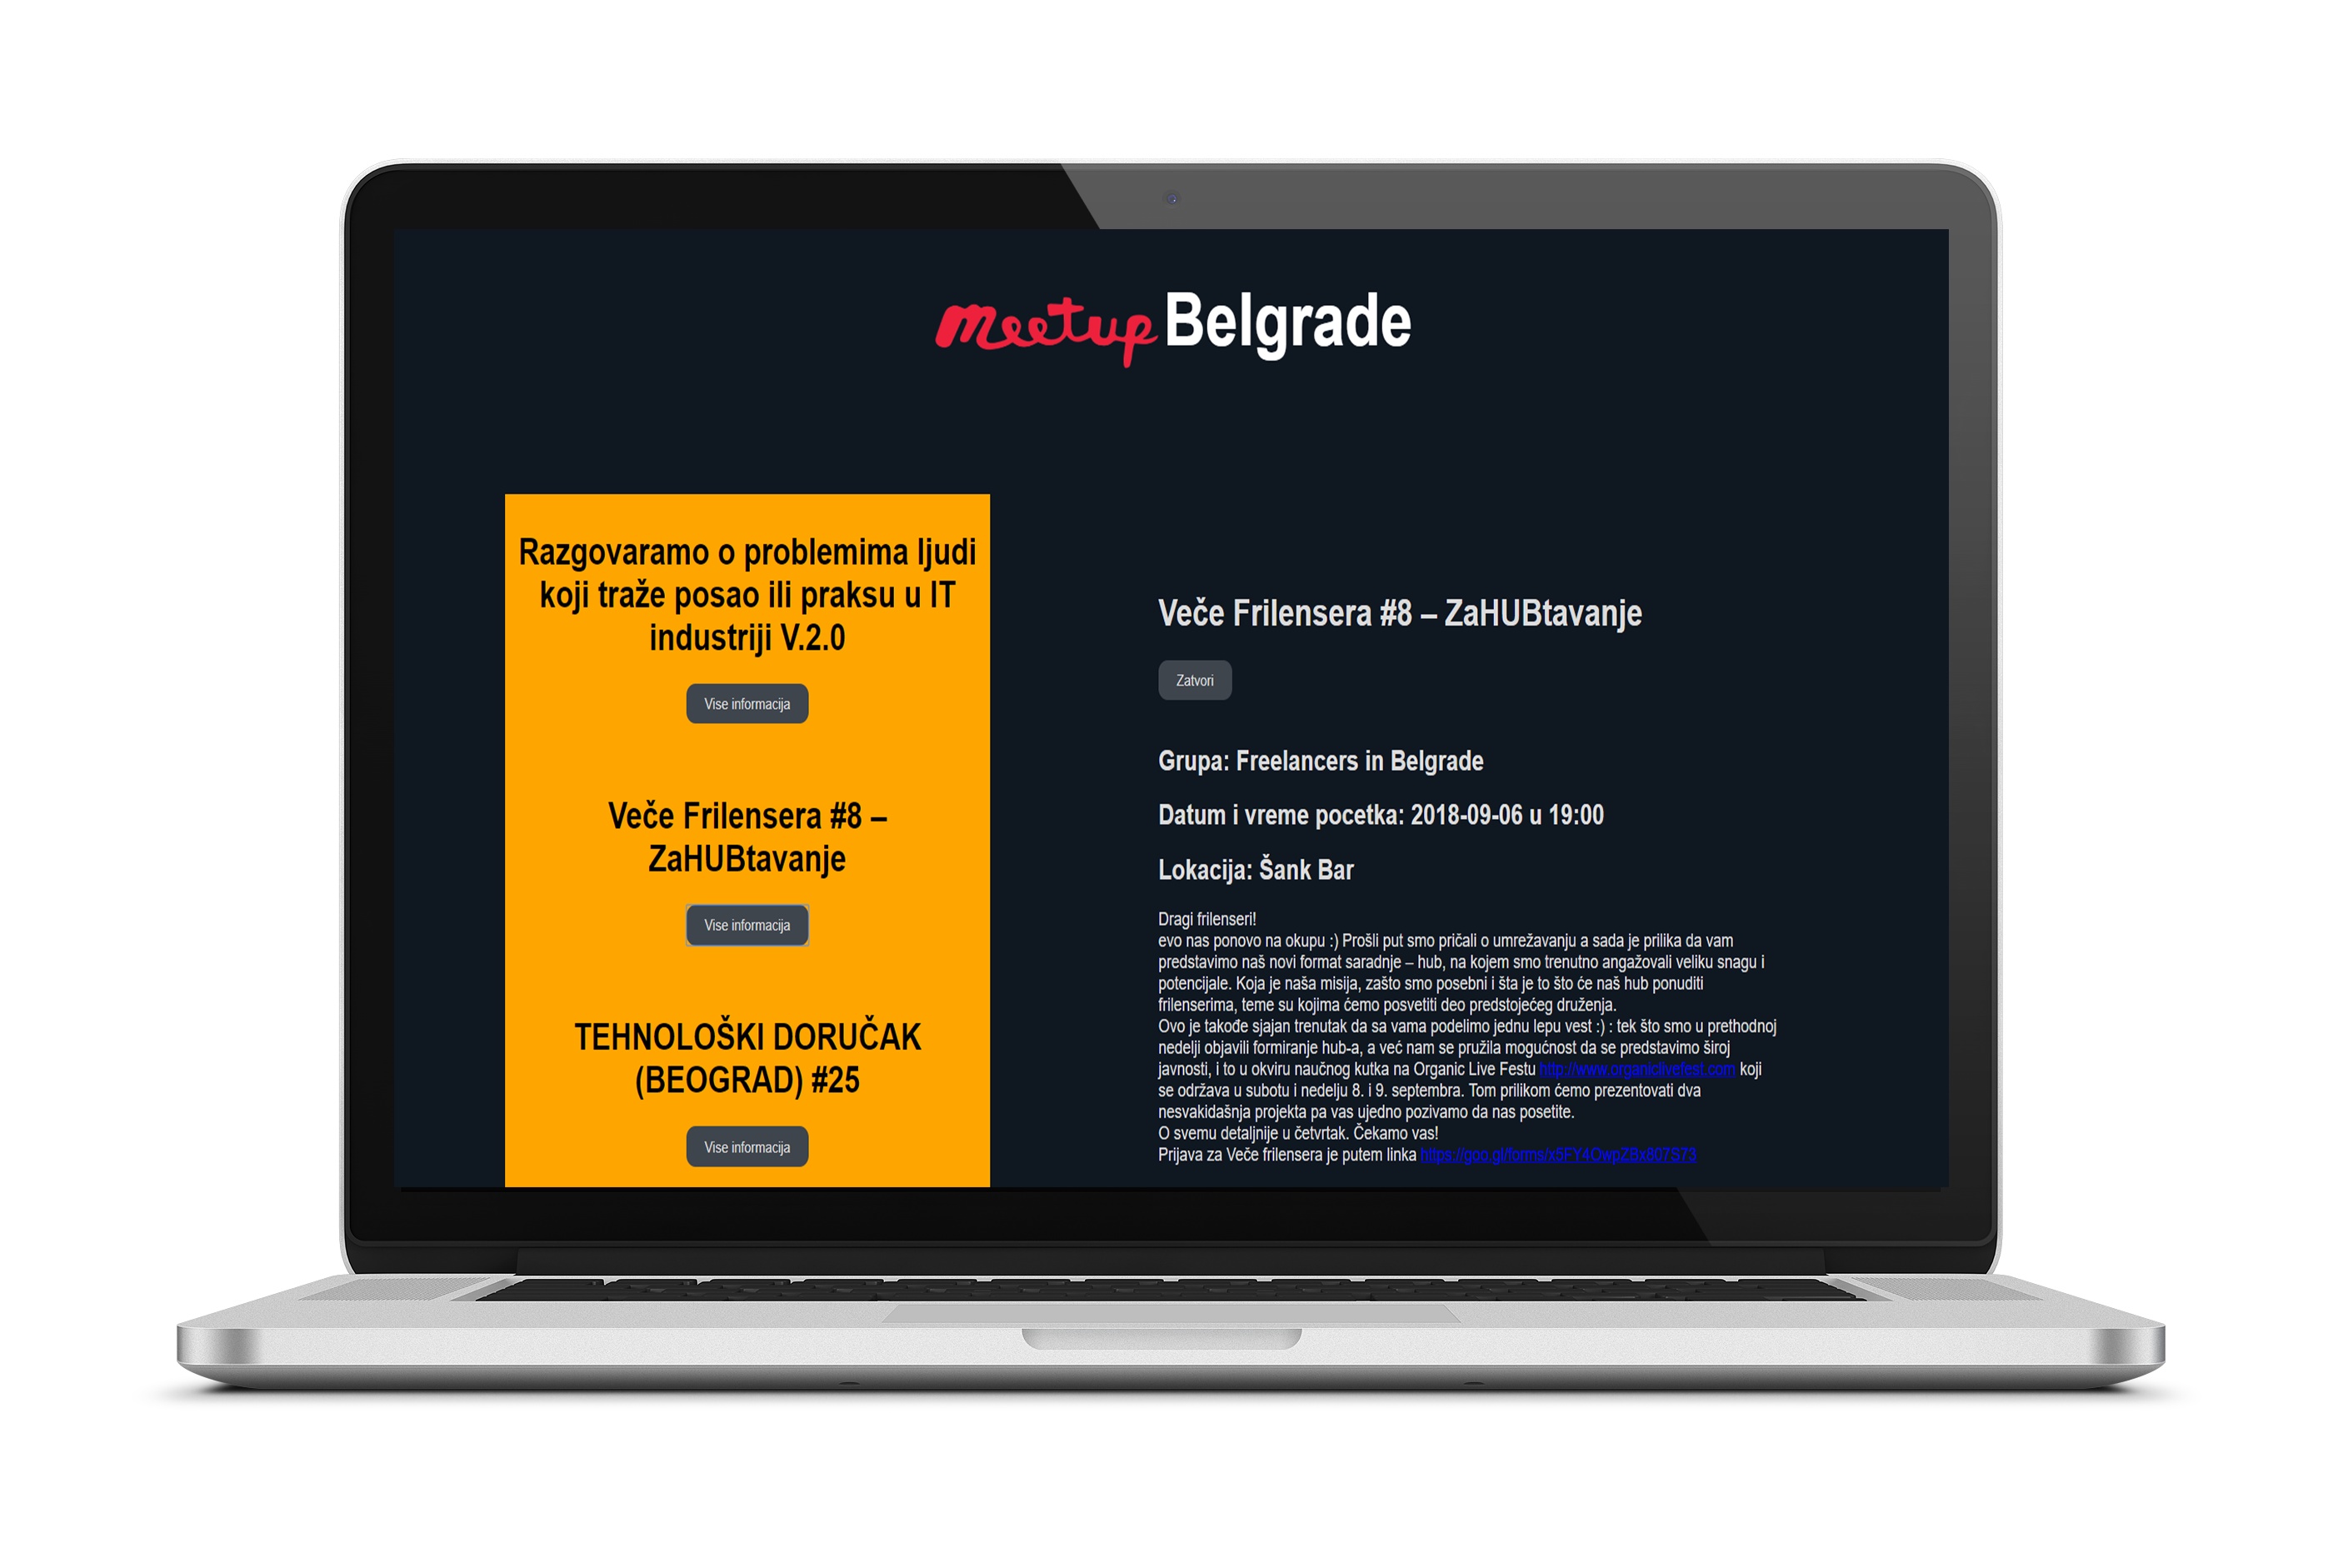 meetup Belgrade
Razgovaramo o problemima ljudi
koji traže posao ili praksu u IT
industriji V.2.0
Vise informacija
Veče Frilensera #8 –
ZaHUBtavanje
Vise informacija
TEHNOLOŠKI DORUČAK
(BEOGRAD) #25
Vise informacija
Veče Frilensera #8 – ZaHUBtavanje
Zatvori
Grupa: Freelancers in Belgrade
Datum i vreme pocetka: 2018-09-06 u 19:00
Lokacija: Šank Bar
Dragi frilenseri!
evo nas ponovo na okupu :) Prošli put smo pričali o umrežavanju a sada je prilika da vam
predstavimo naš novi format saradnje – hub, na kojem smo trenutno angažovali veliku snagu i
potencijale. Koja je naša misija, zašto smo posebni i šta je to što će naš hub ponuditi
frilenserima, teme su kojima ćemo posvetiti deo predstojećeg druženja.
Ovo je takođe sjajan trenutak da sa vama podelimo jednu lepu vest :) : tek što smo u prethodnoj
nedelji objavili formiranje hub-a, a već nam se pružila mogućnost da se predstavimo široj
javnosti, i to u okviru naučnog kutka na Organic Live Festu http://www.organiclivefest.com koji
se održava u subotu i nedelju 8. i 9. septembra. Tom prilikom ćemo prezentovati dva
nesvakidašnja projekta pa vas ujedno pozivamo da nas posetite.
O svemu detaljnije u četvrtak. Čekamo vas!
Prijava za Veče frilensera je putem linka https://goo.gl/forms/x5FY4OwpZBx807S73